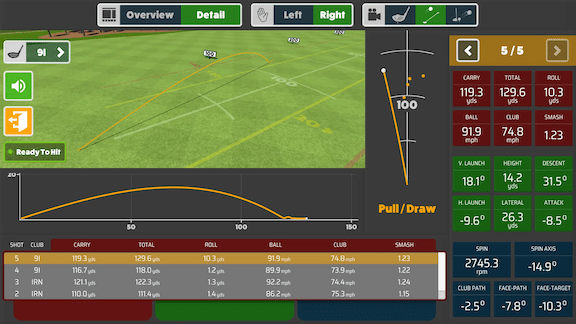 Overview Detail Left Right
9I
5 / 5
100 200 300
CARRY TOTAL ROLL
119.3 129.6 10.3
yds yds yds
BALL CLUB SMASH
91.9 74.8 1.23
mph mph
100
Ready To Hit
V. LAUNCH HEIGHT DESCENT
18.1° 14.2 31.5°
yds
20
Pull / Draw
H. LAUNCH LATERAL ATTACK
-9.6° 26.3 -8.5°
yds
50 100 150
SHOT CLUB CARRY TOTAL ROLL BALL CLUB SMASH
5 9I 119.3 yds 129.6 yds 10.3 yds 91.9 mph 74.8 mph 1.23
4 9I 116.7 yds 118.0 yds 1.2 yds 89.9 mph 73.9 mph 1.22
3 IRN 121.1 yds 122.3 yds 1.3 yds 92.2 mph 74.4 mph 1.24
2 IRN 110.0 yds 111.4 yds 1.4 yds 86.2 mph 75.3 mph 1.15
SPIN SPIN AXIS
2745.3 -14.9°
rpm
CLUB PATH FACE-PATH FACE-TARGET
-2.5° -7.8° -10.3°